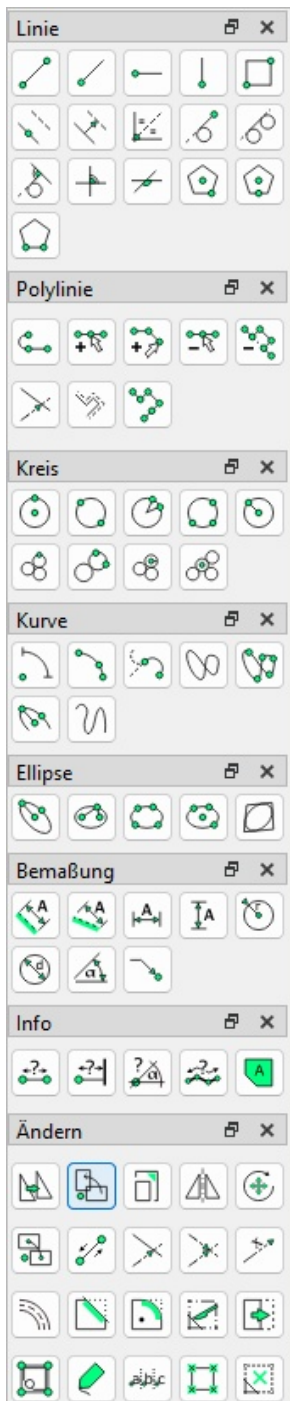 Linie
Polylinie
Kreis
Kurve
Ellipse
Bemaßung
A A A A r
d α
Info
? ? ? α ? A
Ändern
a b c